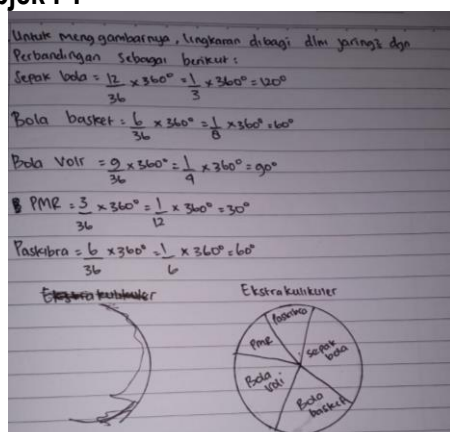 Untuk menggambarnya, lingkaran dibagi dlm jaring2 dgn
Perbandingan sebagai berikut :
Sepak bola = 12/36 x 360° = 1/3 x 360° = 120°
Bola basket = 6/36 x 360° = 1/6 x 360° = 60°
Bola Voli = 9/36 x 360° = 1/4 x 360° = 90°
PMR = 3/36 x 360° = 1/12 x 360° = 30°
Paskibra = 6/36 x 360° = 1/6 x 360° = 60°
Ekstrakulikuler
Paskibra
PMR
Sepak bola
Bola voli
Bola basket